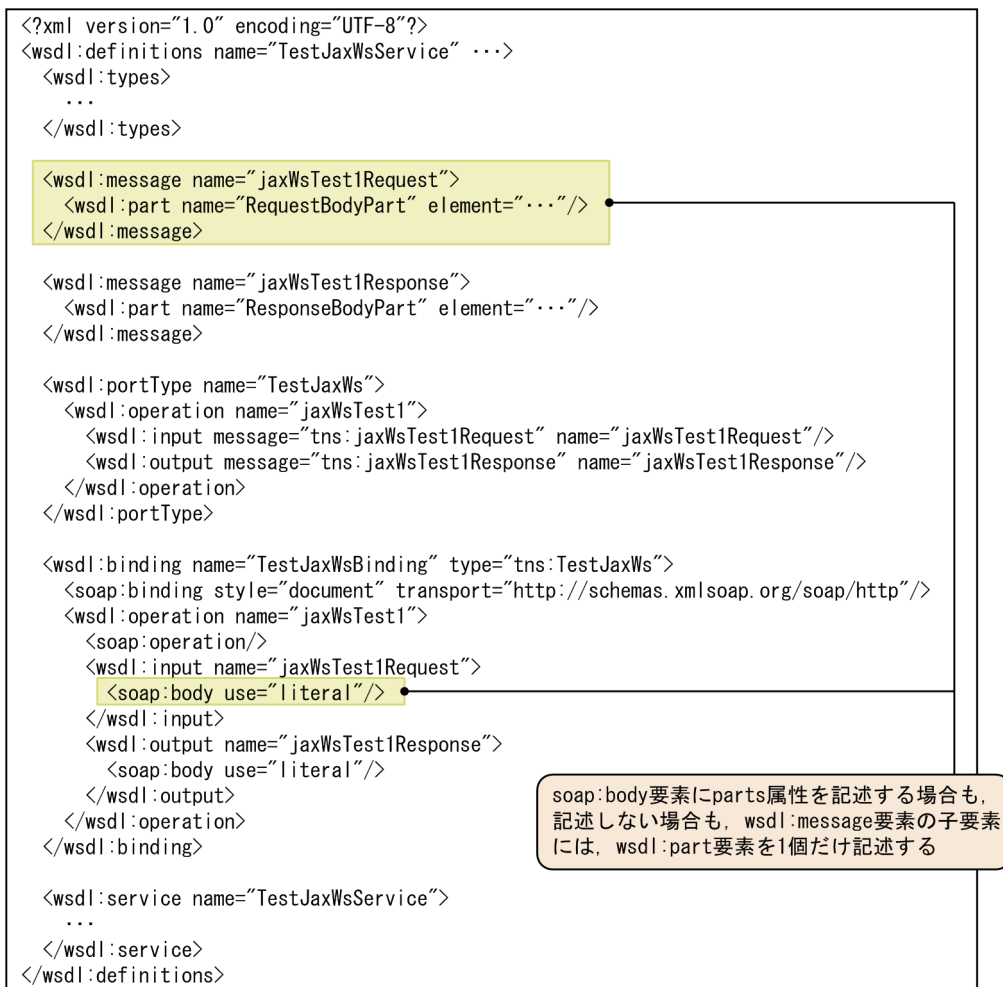 <?xml version="1.0" encoding="UTF-8"?>
<wsdl:definitions name="TestJaxWsService" ･･･>
<wsdl:types>
･･･
</wsdl:types>
<wsdl:message name="jaxWsTest1Request">
<wsdl:part name="RequestBodyPart" element="･･･"/>
</wsdl:message>
<wsdl:message name="jaxWsTest1Response">
<wsdl:part name="ResponseBodyPart" element="･･･"/>
</wsdl:message>
<wsdl:portType name="TestJaxWs">
<wsdl:operation name="jaxWsTest1">
<wsdl:input message="tns:jaxWsTest1Request" name="jaxWsTest1Request"/>
<wsdl:output message="tns:jaxWsTest1Response" name="jaxWsTest1Response"/>
</wsdl:operation>
</wsdl:portType>
<wsdl:binding name="TestJaxWsBinding" type="tns:TestJaxWs">
<soap:binding style="document" transport="http://schemas.xmlsoap.org/soap/http"/>
<wsdl:operation name="jaxWsTest1">
<soap:operation/>
<wsdl:input name="jaxWsTest1Request">
<soap:body use="literal"/>
</wsdl:input>
<wsdl:output name="jaxWsTest1Response">
<soap:body use="literal"/>
</wsdl:output>
</wsdl:operation>
</wsdl:binding>
soap:body要素にparts属性を記述する場合も，
記述しない場合も，wsdl:message要素の子要素
には，wsdl:part要素を1個だけ記述する
<wsdl:service name="TestJaxWsService">
･･･
</wsdl:service>
</wsdl:definitions>